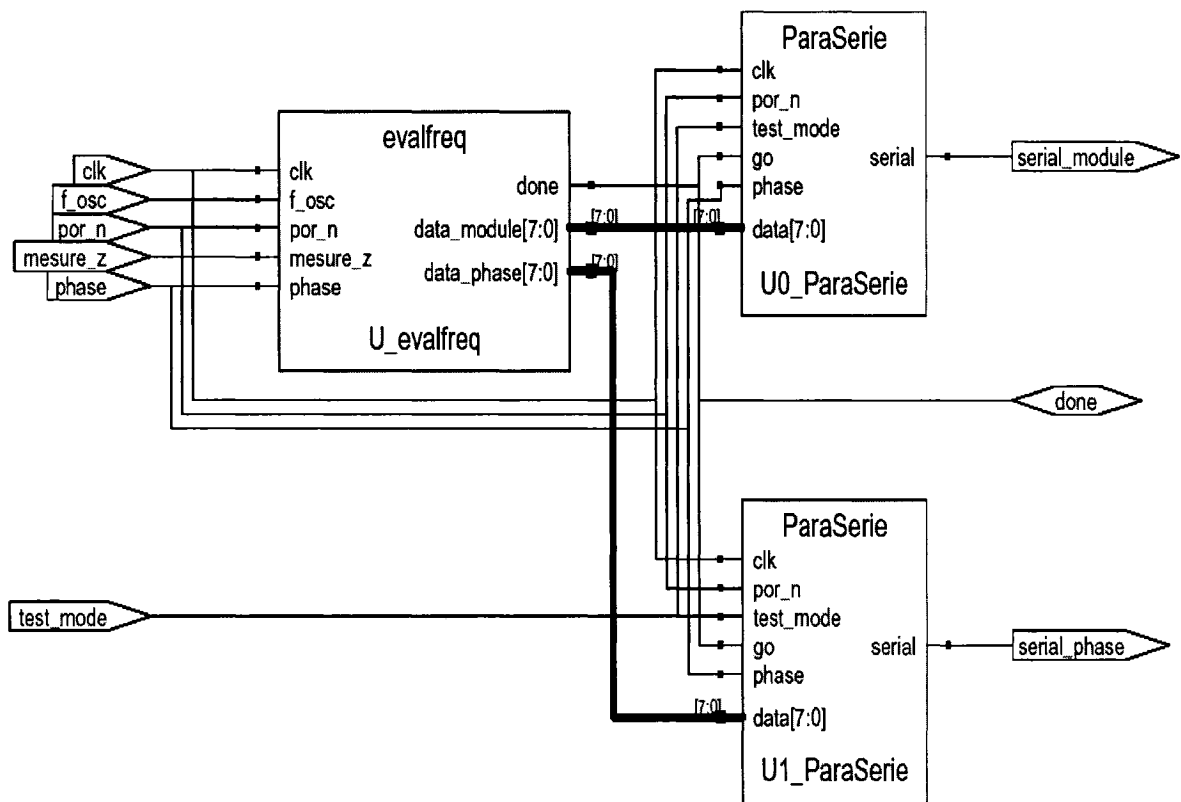 ParaSerie
clk
por_n
test_mode
go
serial
phase
data[7:0]
U0_ParaSerie
serial_module
evalfreq
clk
f_osc
por_n
mesure_z
phase
done
data_module[7:0]
data_phase[7:0]
U_evalfreq
[7:0]
[7:0]
[7:0]
clk
f_osc
por_n
mesure_z
phase
done
test_mode
ParaSerie
clk
por_n
test_mode
go
serial
phase
[7:0]
data[7:0]
U1_ParaSerie
serial_phase